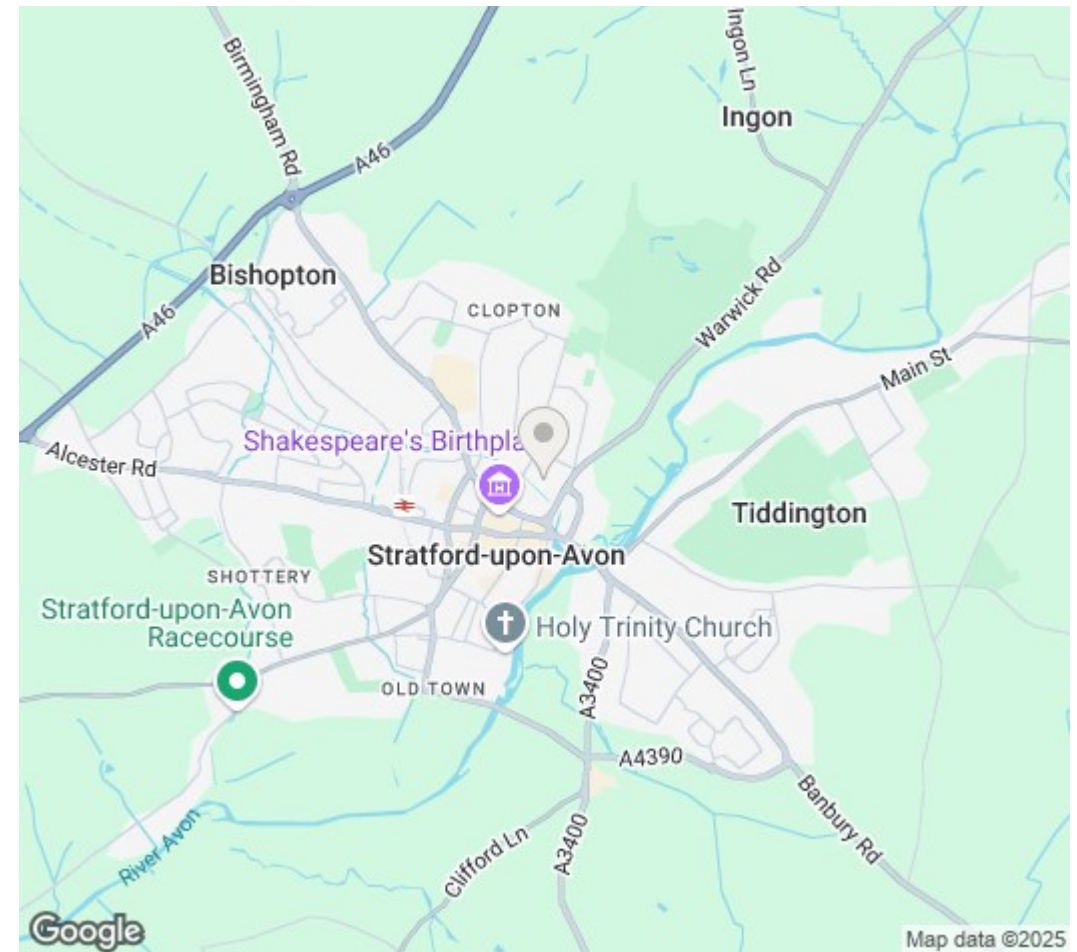 Birmingham Rd
Ingon Ln
A46
Ingon
Bishopton
CLOPTON
A46
Warwick Rd
Main St
Shakespeare's Birthpla
Alcester Rd
Tiddington
Stratford-upon-Avon
SHOTTERY
Stratford-upon-Avon
Racecourse
Holy Trinity Church
OLD TOWN
A3400
A4390
Banbury Rd
River Avon
Clifford Ln
A3400
Google
Map data ©2025